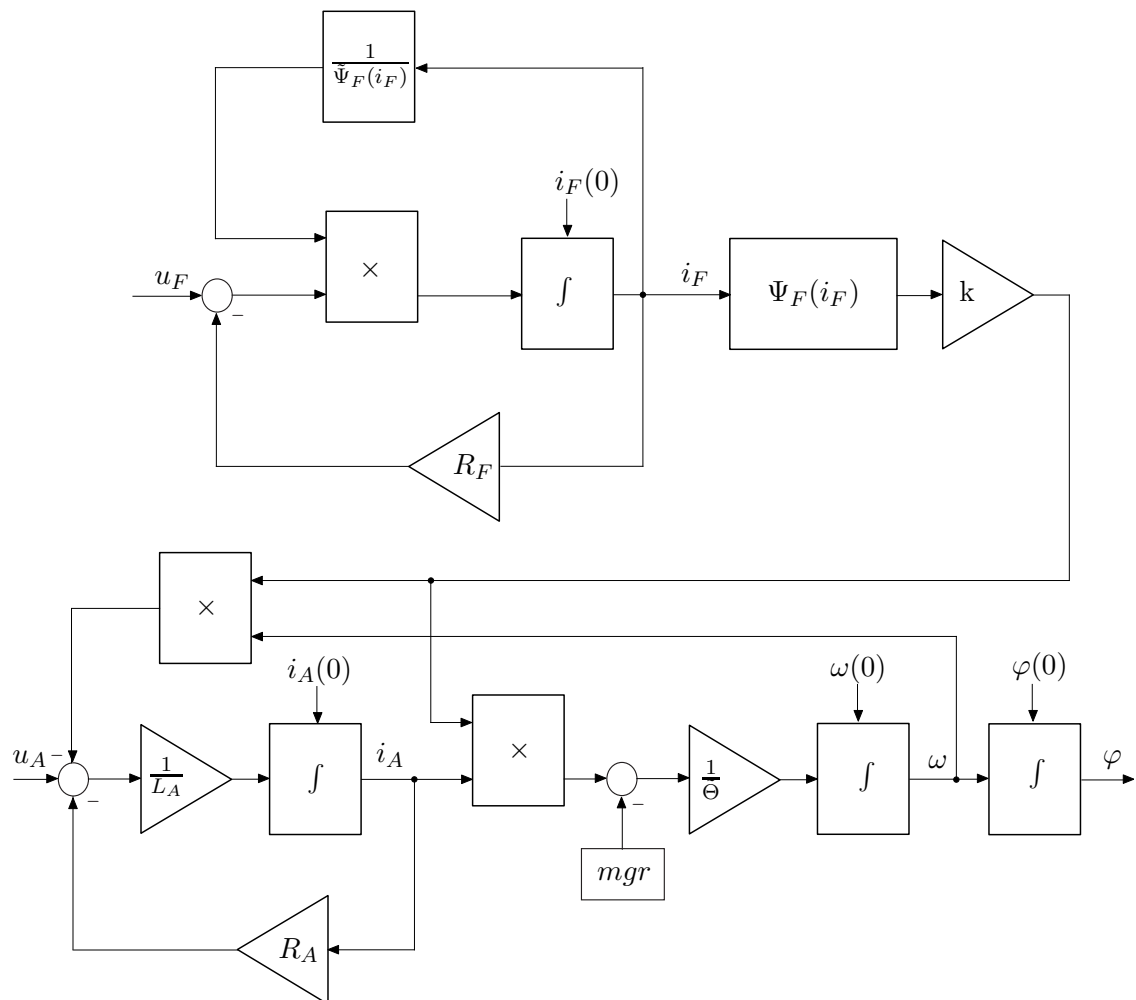 1
Ψ̃_F(i_F)
i_F(0)
u_F
×
∫
i_F
Ψ_F(i_F)
k
–
R_F
×
i_A(0)
ω(0)
φ(0)
u_A –
1
L_A
∫
i_A
×
1
Θ̃
∫
ω
∫
φ
–
–
mgr
R_A